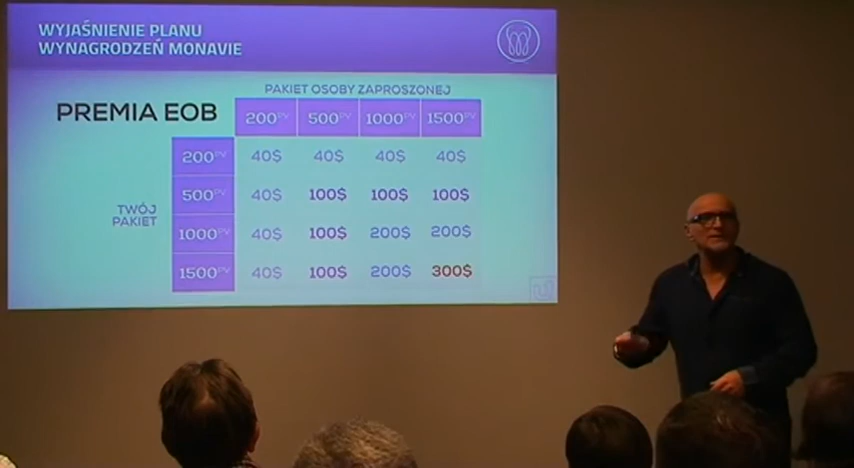 WYJAŚNIENIE PLANU
WYNAGRODZEŃ MONAVIE
PAKIET OSOBY ZAPROSZONEJ
PREMIA EOB
200PV 500PV 1000PV 1500PV
200PV 40$ 40$ 40$ 40$
500PV 40$ 100$ 100$ 100$
TWÓJ
PAKIET
1000PV 40$ 100$ 200$ 200$
1500PV 40$ 100$ 200$ 300$